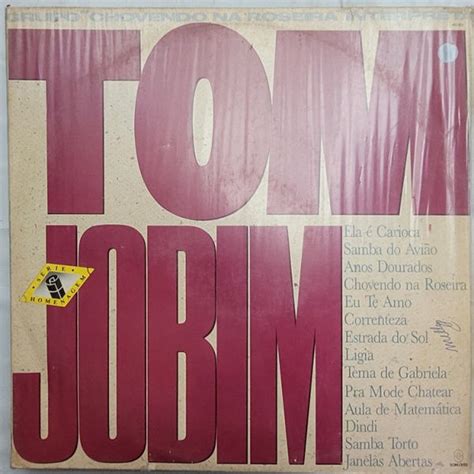 GRUPO CHOVENDO NA ROSEIRA INTERPRETA
TOM
JOBIM
SÉRIE
HOMENAGEM
Ela é Carioca
Samba do Avião
Anos Dourados
Chovendo na Roseira
Eu Te Amo
Correnteza
Estrada do Sol
Ligia
Tema de Gabriela
Pra Mode Chatear
Aula de Matemática
Dindi
Samba Torto
Janelas Abertas